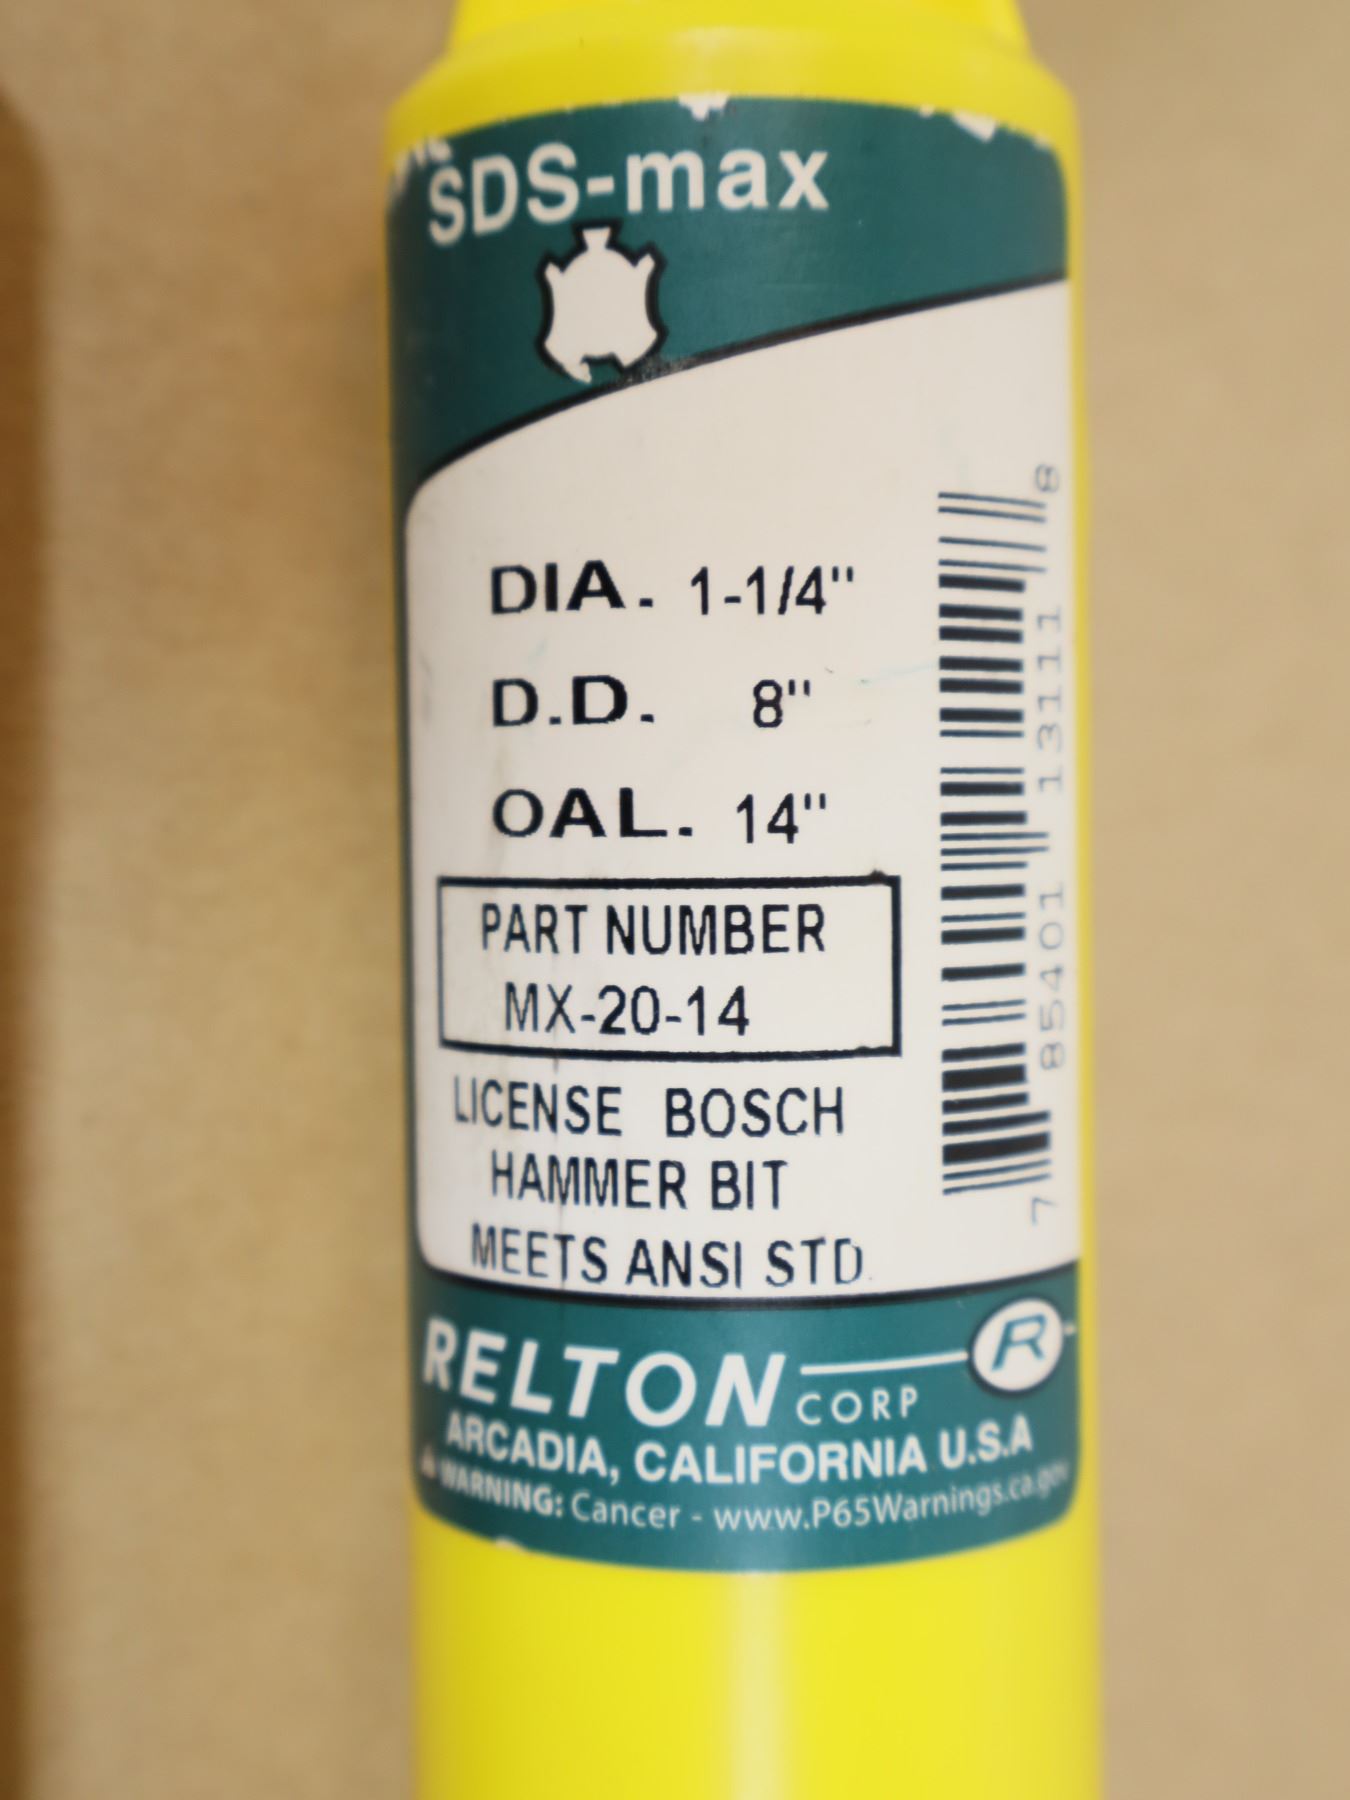 SDS-max
DIA. 1-1/4"
D.D. 8"
OAL. 14"
PART NUMBER
MX-20-14
LICENSE BOSCH
HAMMER BIT
MEETS ANSI STD.
7 85401 13111 8
RELTON CORP R
ARCADIA, CALIFORNIA U.S.A
WARNING: Cancer - www.P65Warnings.ca.gov